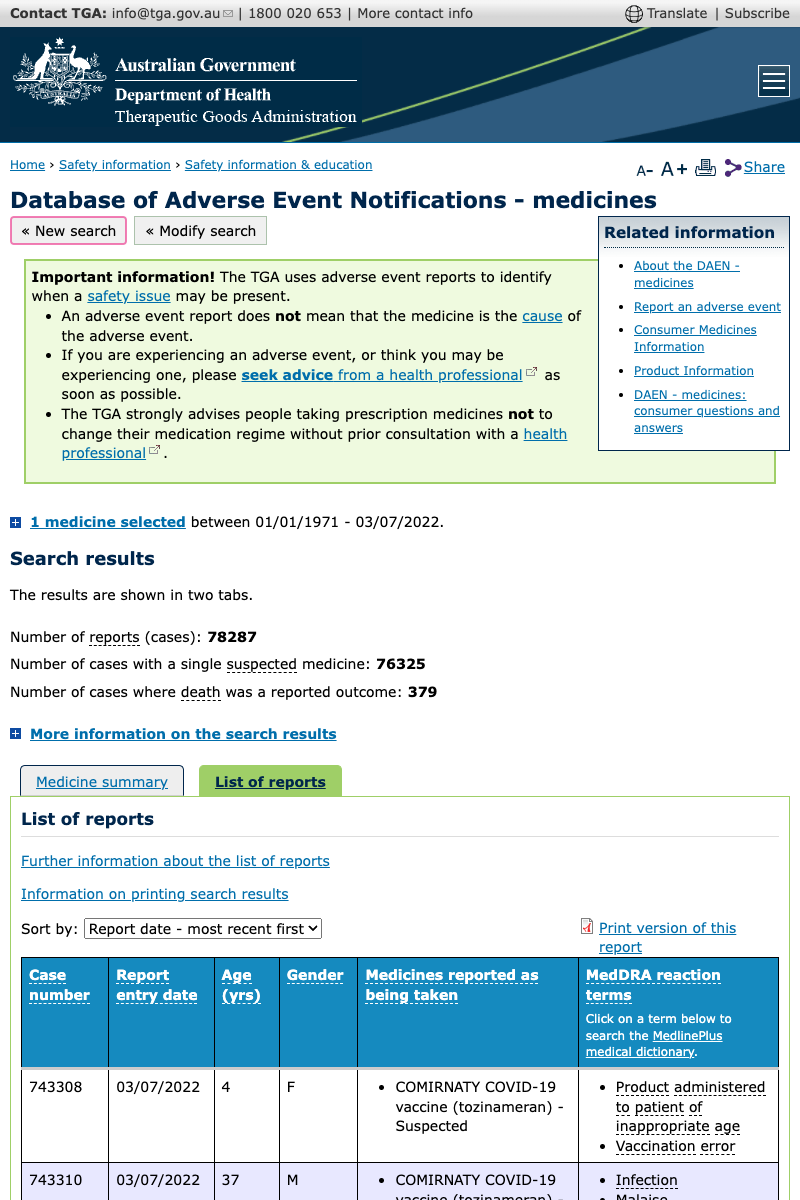 Contact TGA: info@tga.gov.au | 1800 020 653 | More contact info
Translate | Subscribe
Australian Government
Department of Health
Therapeutic Goods Administration
Home › Safety information › Safety information & education
A- A+ Share
Database of Adverse Event Notifications - medicines
« New search
« Modify search
Important information! The TGA uses adverse event reports to identify
when a safety issue may be present.
• An adverse event report does not mean that the medicine is the cause of
the adverse event.
• If you are experiencing an adverse event, or think you may be
experiencing one, please seek advice from a health professional as
soon as possible.
• The TGA strongly advises people taking prescription medicines not to
change their medication regime without prior consultation with a health
professional .
Related information
• About the DAEN -
medicines
• Report an adverse event
• Consumer Medicines
Information
• Product Information
• DAEN - medicines:
consumer questions and
answers
1 medicine selected between 01/01/1971 - 03/07/2022.
Search results
The results are shown in two tabs.
Number of reports (cases): 78287
Number of cases with a single suspected medicine: 76325
Number of cases where death was a reported outcome: 379
More information on the search results
Medicine summary
List of reports
List of reports
Further information about the list of reports
Information on printing search results
Sort by: Report date - most recent first
Print version of this
report
Case
number
Report
entry date
Age
(yrs)
Gender
Medicines reported as
being taken
MedDRA reaction
terms
Click on a term below to
search the MedlinePlus
medical dictionary.
743308
03/07/2022
4
F
• COMIRNATY COVID-19
vaccine (tozinameran) -
Suspected
• Product administered
to patient of
inappropriate age
• Vaccination error
743310
03/07/2022
37
M
• COMIRNATY COVID-19
vaccine (tozinameran) -
• Infection
• Malaise